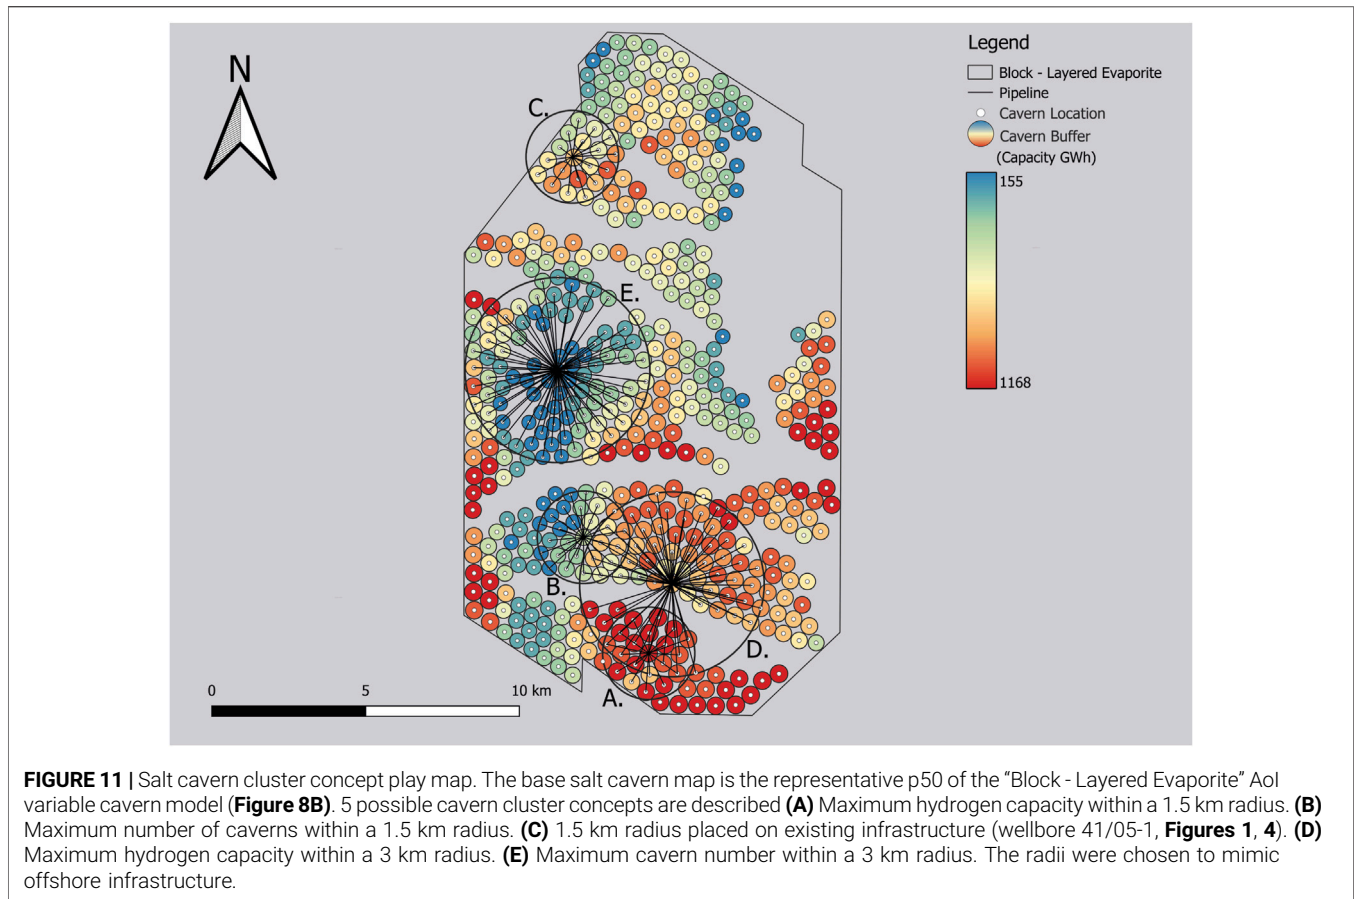 N
C.
E.
B.
D.
A.
0 5 10 km
Legend
Block - Layered Evaporite
Pipeline
Cavern Location
Cavern Buffer
(Capacity GWh)
155
1168
FIGURE 11 | Salt cavern cluster concept play map. The base salt cavern map is the representative p50 of the “Block - Layered Evaporite” AoI
variable cavern model (Figure 8B). 5 possible cavern cluster concepts are described (A) Maximum hydrogen capacity within a 1.5 km radius. (B)
Maximum number of caverns within a 1.5 km radius. (C) 1.5 km radius placed on existing infrastructure (wellbore 41/05-1, Figures 1, 4). (D)
Maximum hydrogen capacity within a 3 km radius. (E) Maximum cavern number within a 3 km radius. The radii were chosen to mimic
offshore infrastructure.